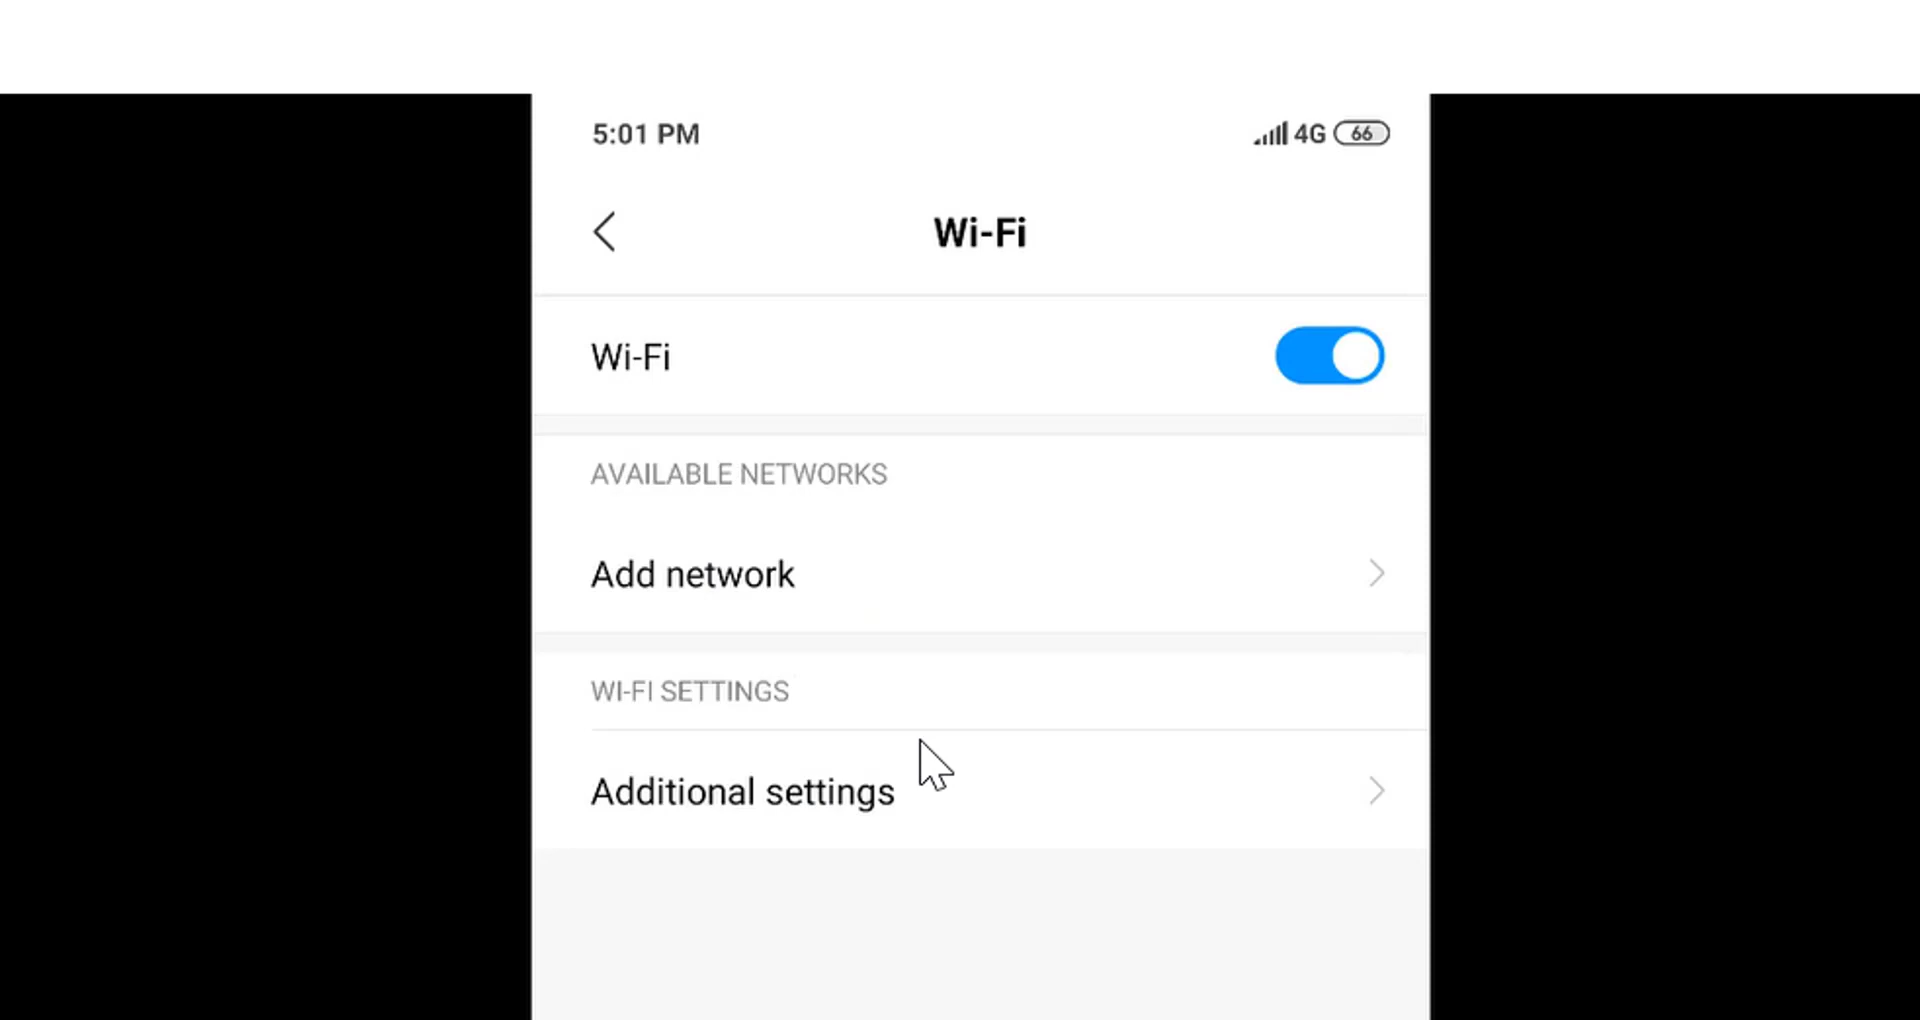 5:01 PM 4G 66
Wi-Fi
Wi-Fi
AVAILABLE NETWORKS
Add network
WI-FI SETTINGS
Additional settings